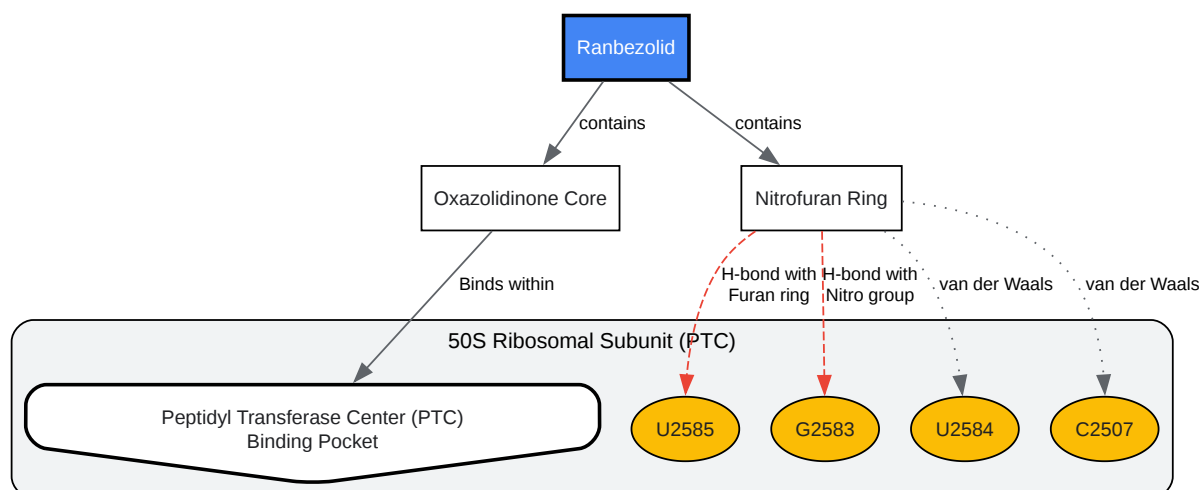 Ranbezolid
contains
contains
Oxazolidinone Core
Nitrofuran Ring
Binds within
H-bond with
Furan ring
H-bond with
Nitro group
van der Waals
van der Waals
50S Ribosomal Subunit (PTC)
Peptidyl Transferase Center (PTC)
Binding Pocket
U2585
G2583
U2584
C2507